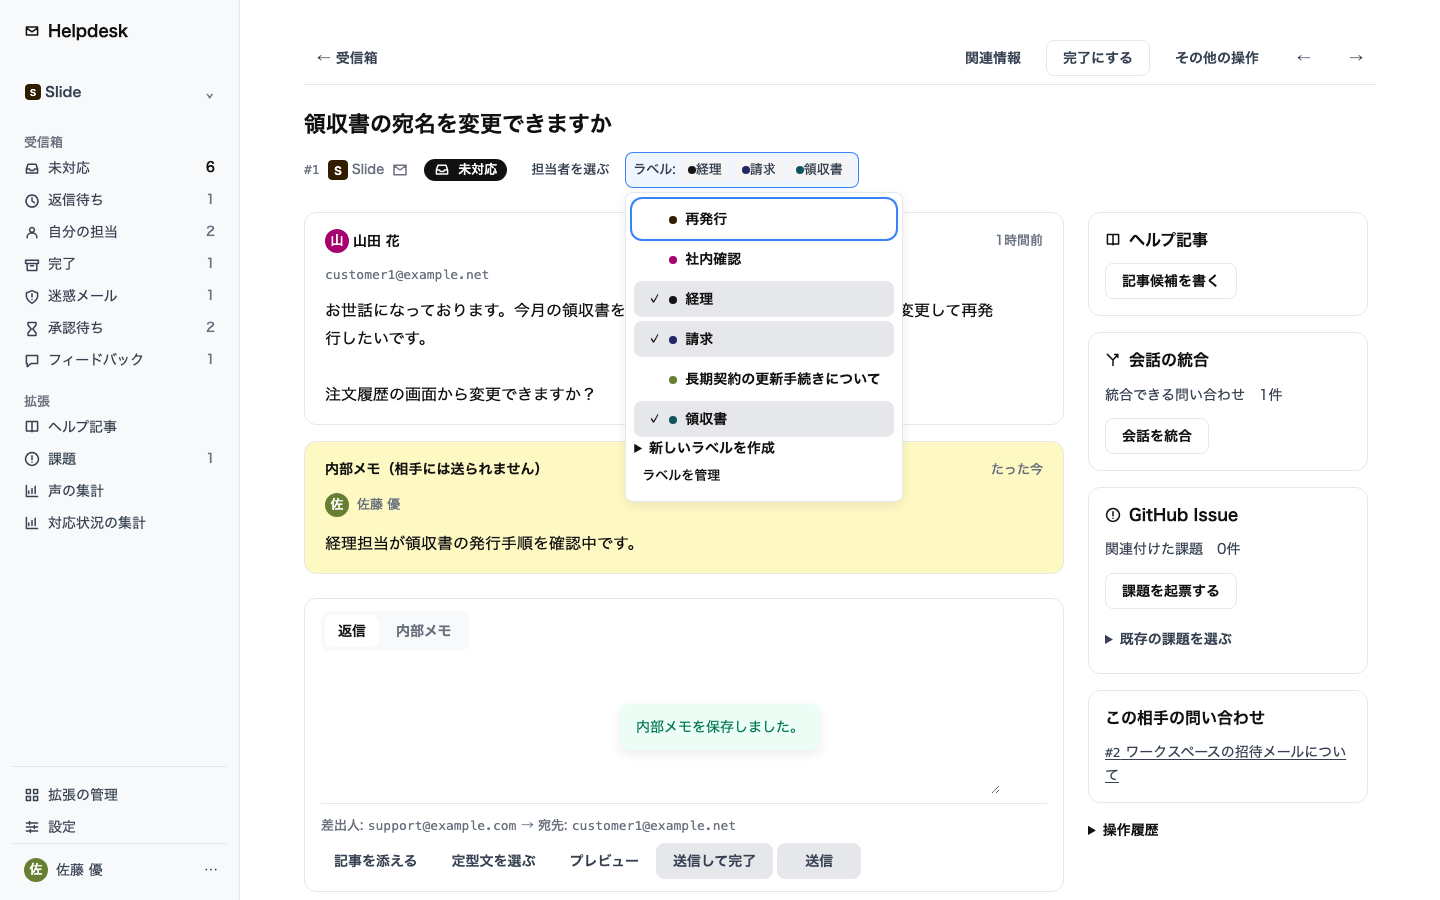 Helpdesk
S Slide
受信箱
未対応 6
返信待ち 1
自分の担当 2
完了 1
迷惑メール 1
承認待ち 2
フィードバック 1
拡張
ヘルプ記事
課題 1
声の集計
対応状況の集計
拡張の管理
設定
佐 佐藤 優 …
← 受信箱
関連情報 完了にする その他の操作 ← →
領収書の宛名を変更できますか
#1 S Slide 未対応 担当者を選ぶ ラベル: 経理 請求 領収書
再発行
社内確認
✓ 経理
✓ 請求
長期契約の更新手続きについて
✓ 領収書
▶ 新しいラベルを作成
ラベルを管理
山 山田 花 1時間前
customer1@example.net
お世話になっております。今月の領収書を 変更して再発
行したいです。
注文履歴の画面から変更できますか？
内部メモ（相手には送られません） たった今
佐 佐藤 優
経理担当が領収書の発行手順を確認中です。
返信 内部メモ
内部メモを保存しました。
差出人: support@example.com → 宛先: customer1@example.net
記事を添える 定型文を選ぶ プレビュー 送信して完了 送信
ヘルプ記事
記事候補を書く
会話の統合
統合できる問い合わせ 1件
会話を統合
GitHub Issue
関連付けた課題 0件
課題を起票する
▶ 既存の課題を選ぶ
この相手の問い合わせ
#2 ワークスペースの招待メールについ
て
▶ 操作履歴